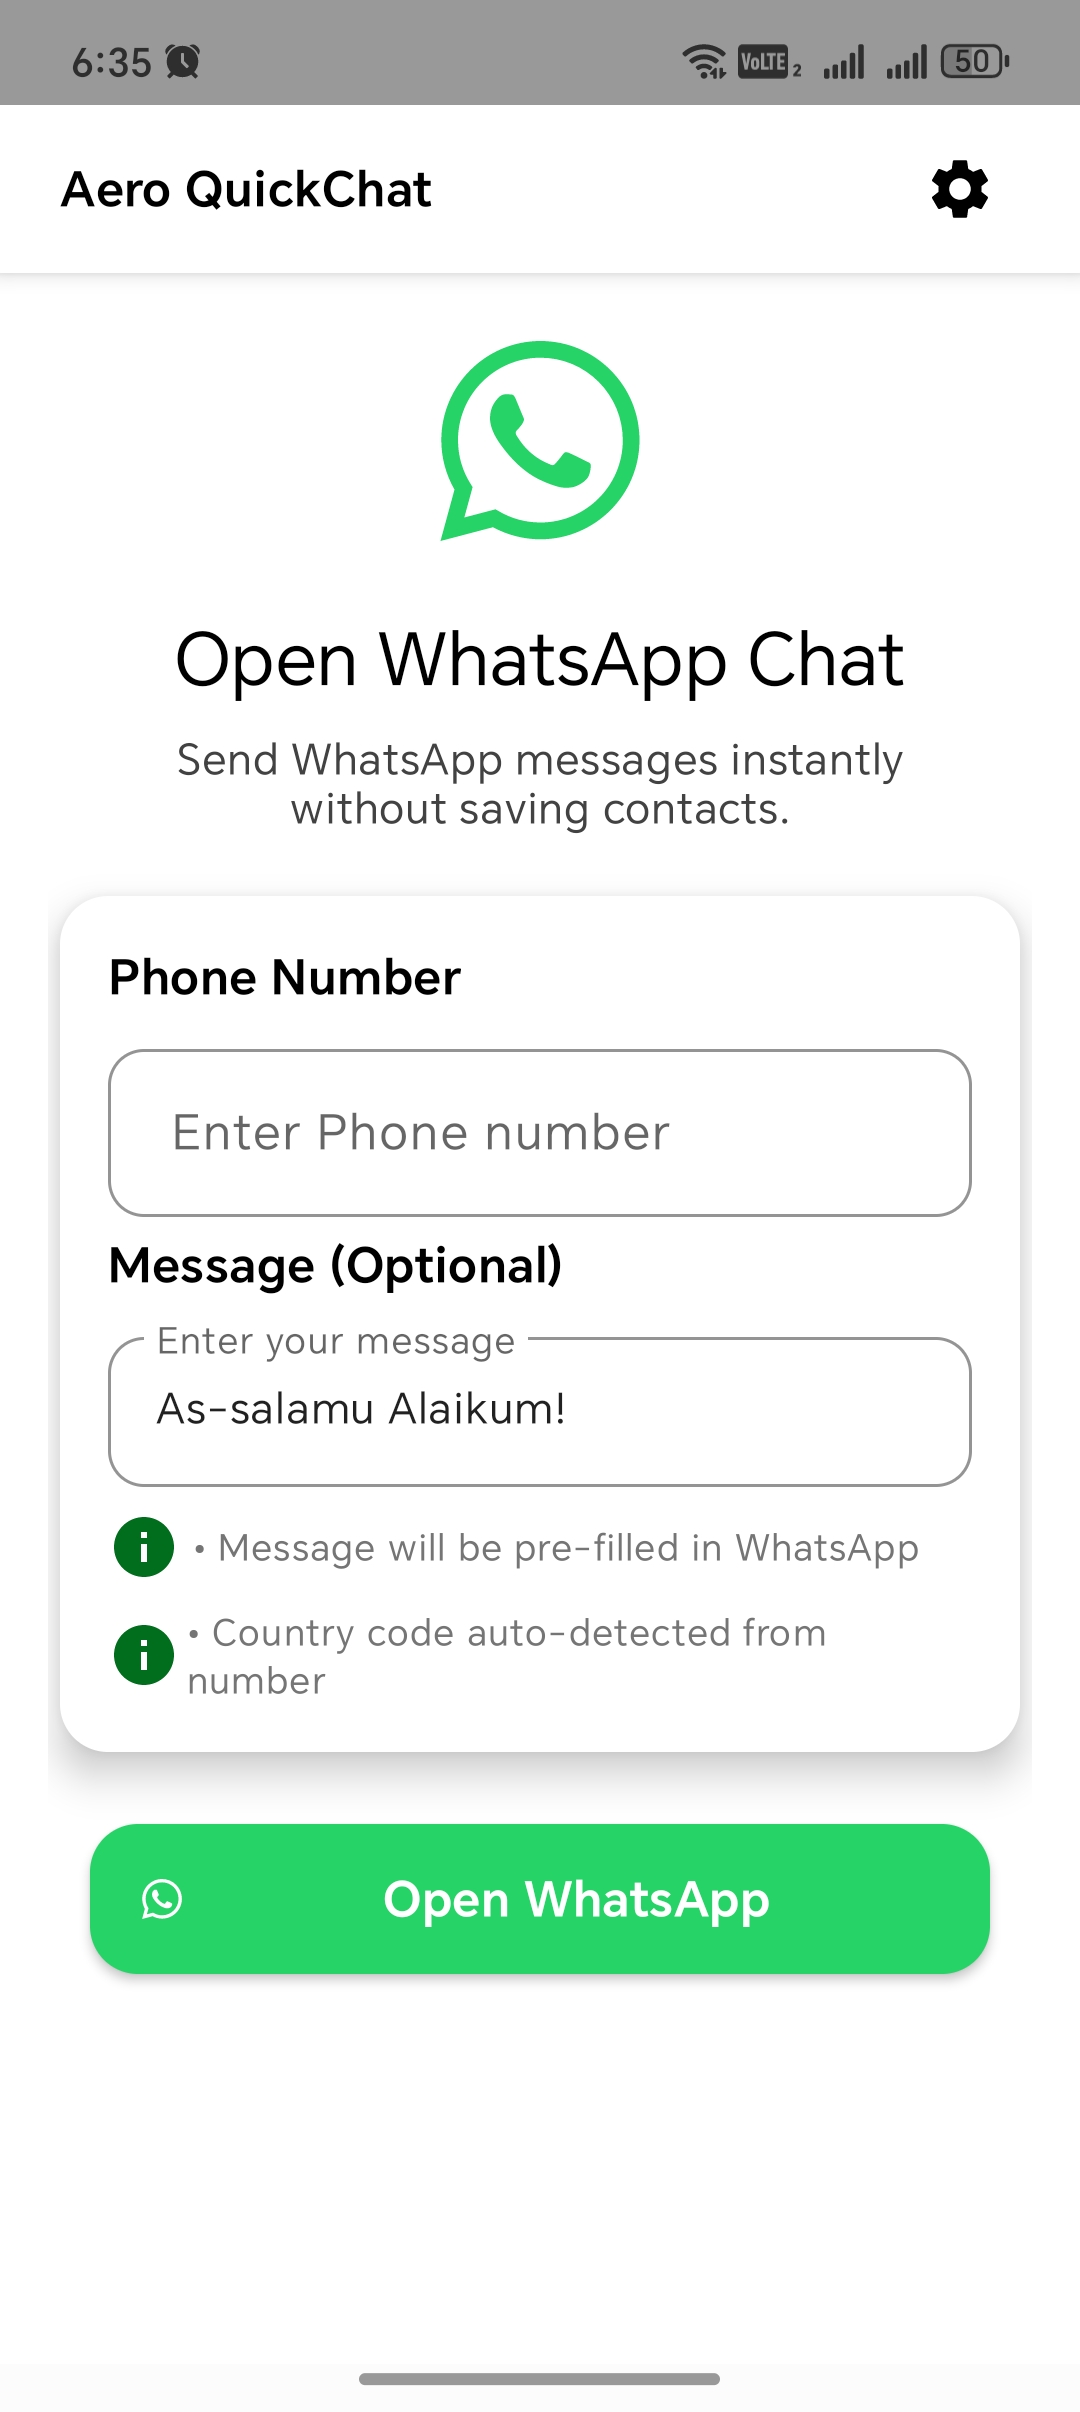 6:35
VoLTE 2
50
Aero QuickChat
Open WhatsApp Chat
Send WhatsApp messages instantly
without saving contacts.
Phone Number
Enter Phone number
Message (Optional)
Enter your message
As-salamu Alaikum!
• Message will be pre-filled in WhatsApp
• Country code auto-detected from
number
Open WhatsApp